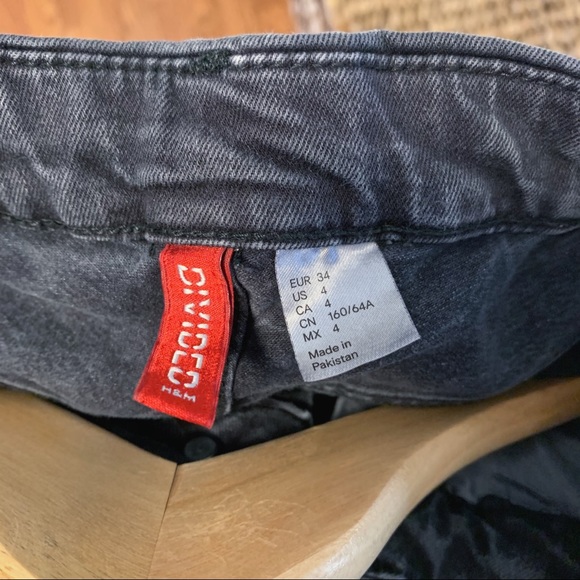 DIVIDED
H&M
EUR 34
US 4
CA 4
CN 160/64A
MX 4
Made in
Pakistan